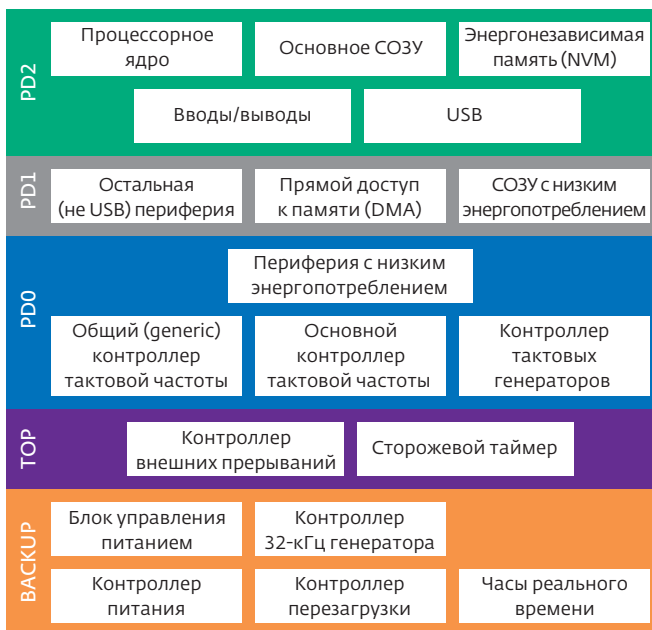 PD2
Процессорное
ядро
Основное СОЗУ
Энергонезависимая
память (NVM)
Вводы/выводы
USB
PD1
Остальная
(не USB) периферия
Прямой доступ
к памяти (DMA)
СОЗУ с низким
энергопотреблением
PD0
Периферия с низким
энергопотреблением
Общий (generic)
контроллер
тактовой частоты
Основной
контроллер
тактовой частоты
Контроллер
тактовых
генераторов
TOP
Контроллер
внешних прерываний
Сторожевой таймер
BACKUP
Блок управления
питанием
Контроллер
32-кГц генератора
Контроллер
питания
Контроллер
перезагрузки
Часы реального
времени